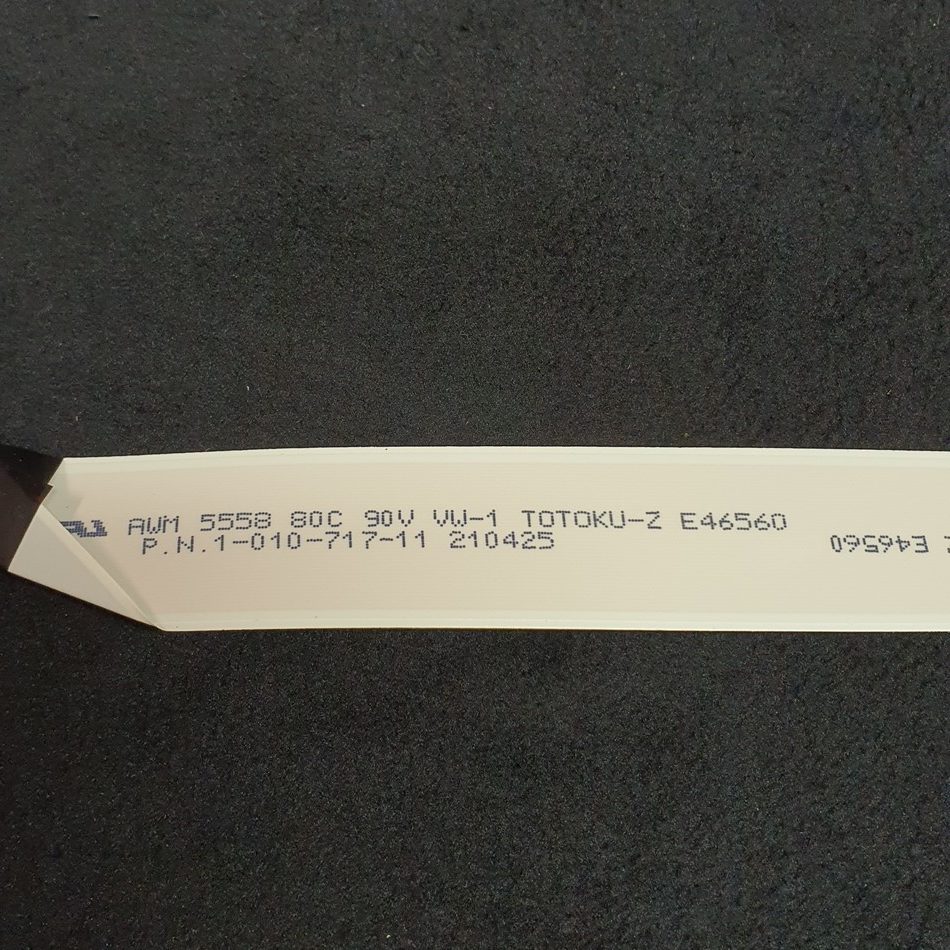 AWM 5558 80C 90V VW-1 TOTOKU-Z E46560
P.N.1-010-717-11 210425
E46560